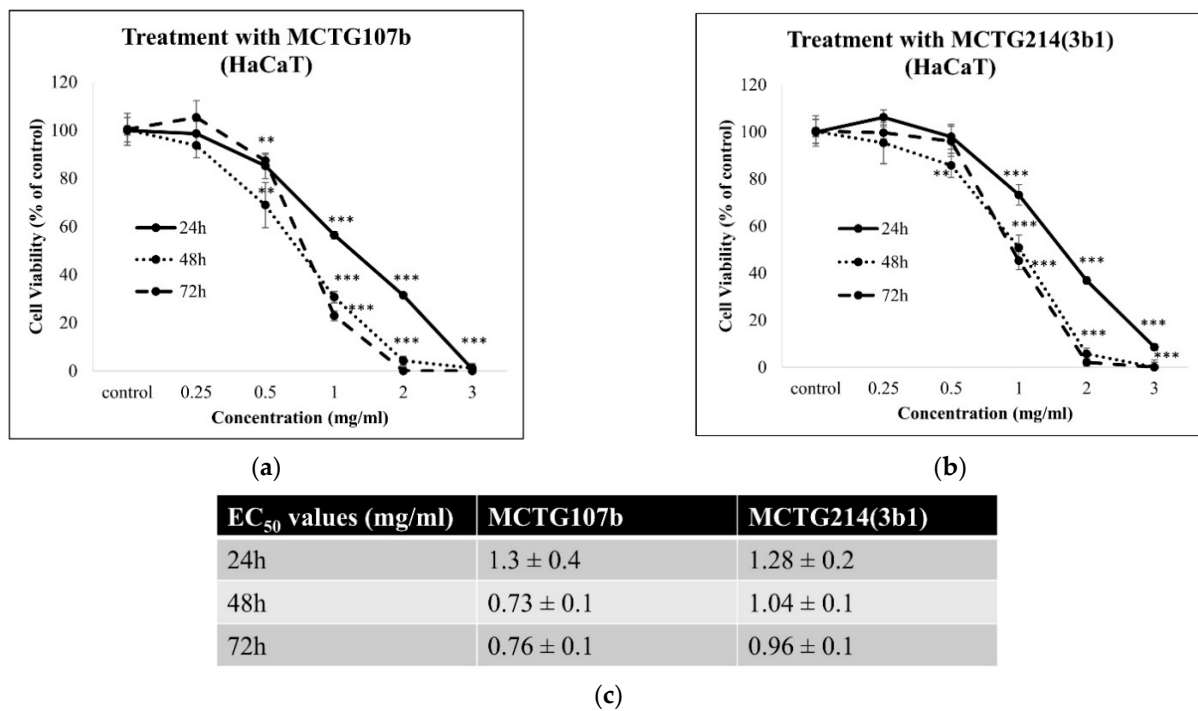 Treatment with MCTG107b
(HaCaT)
120
100
80
60
40
20
0
Cell Viability (% of control)
**
**
***
***
***
***
***
24h
48h
72h
control 0.25 0.5 1 2 3
Concentration (mg/ml)
(a)
Treatment with MCTG214(3b1)
(HaCaT)
120
100
80
60
40
20
0
Cell Viability (% of control)
**
***
***
***
***
***
***
***
24h
48h
72h
control 0.25 0.5 1 2 3
Concentration (mg/ml)
(b)
EC₅₀ values (mg/ml) MCTG107b MCTG214(3b1)
24h 1.3 ± 0.4 1.28 ± 0.2
48h 0.73 ± 0.1 1.04 ± 0.1
72h 0.76 ± 0.1 0.96 ± 0.1
(c)